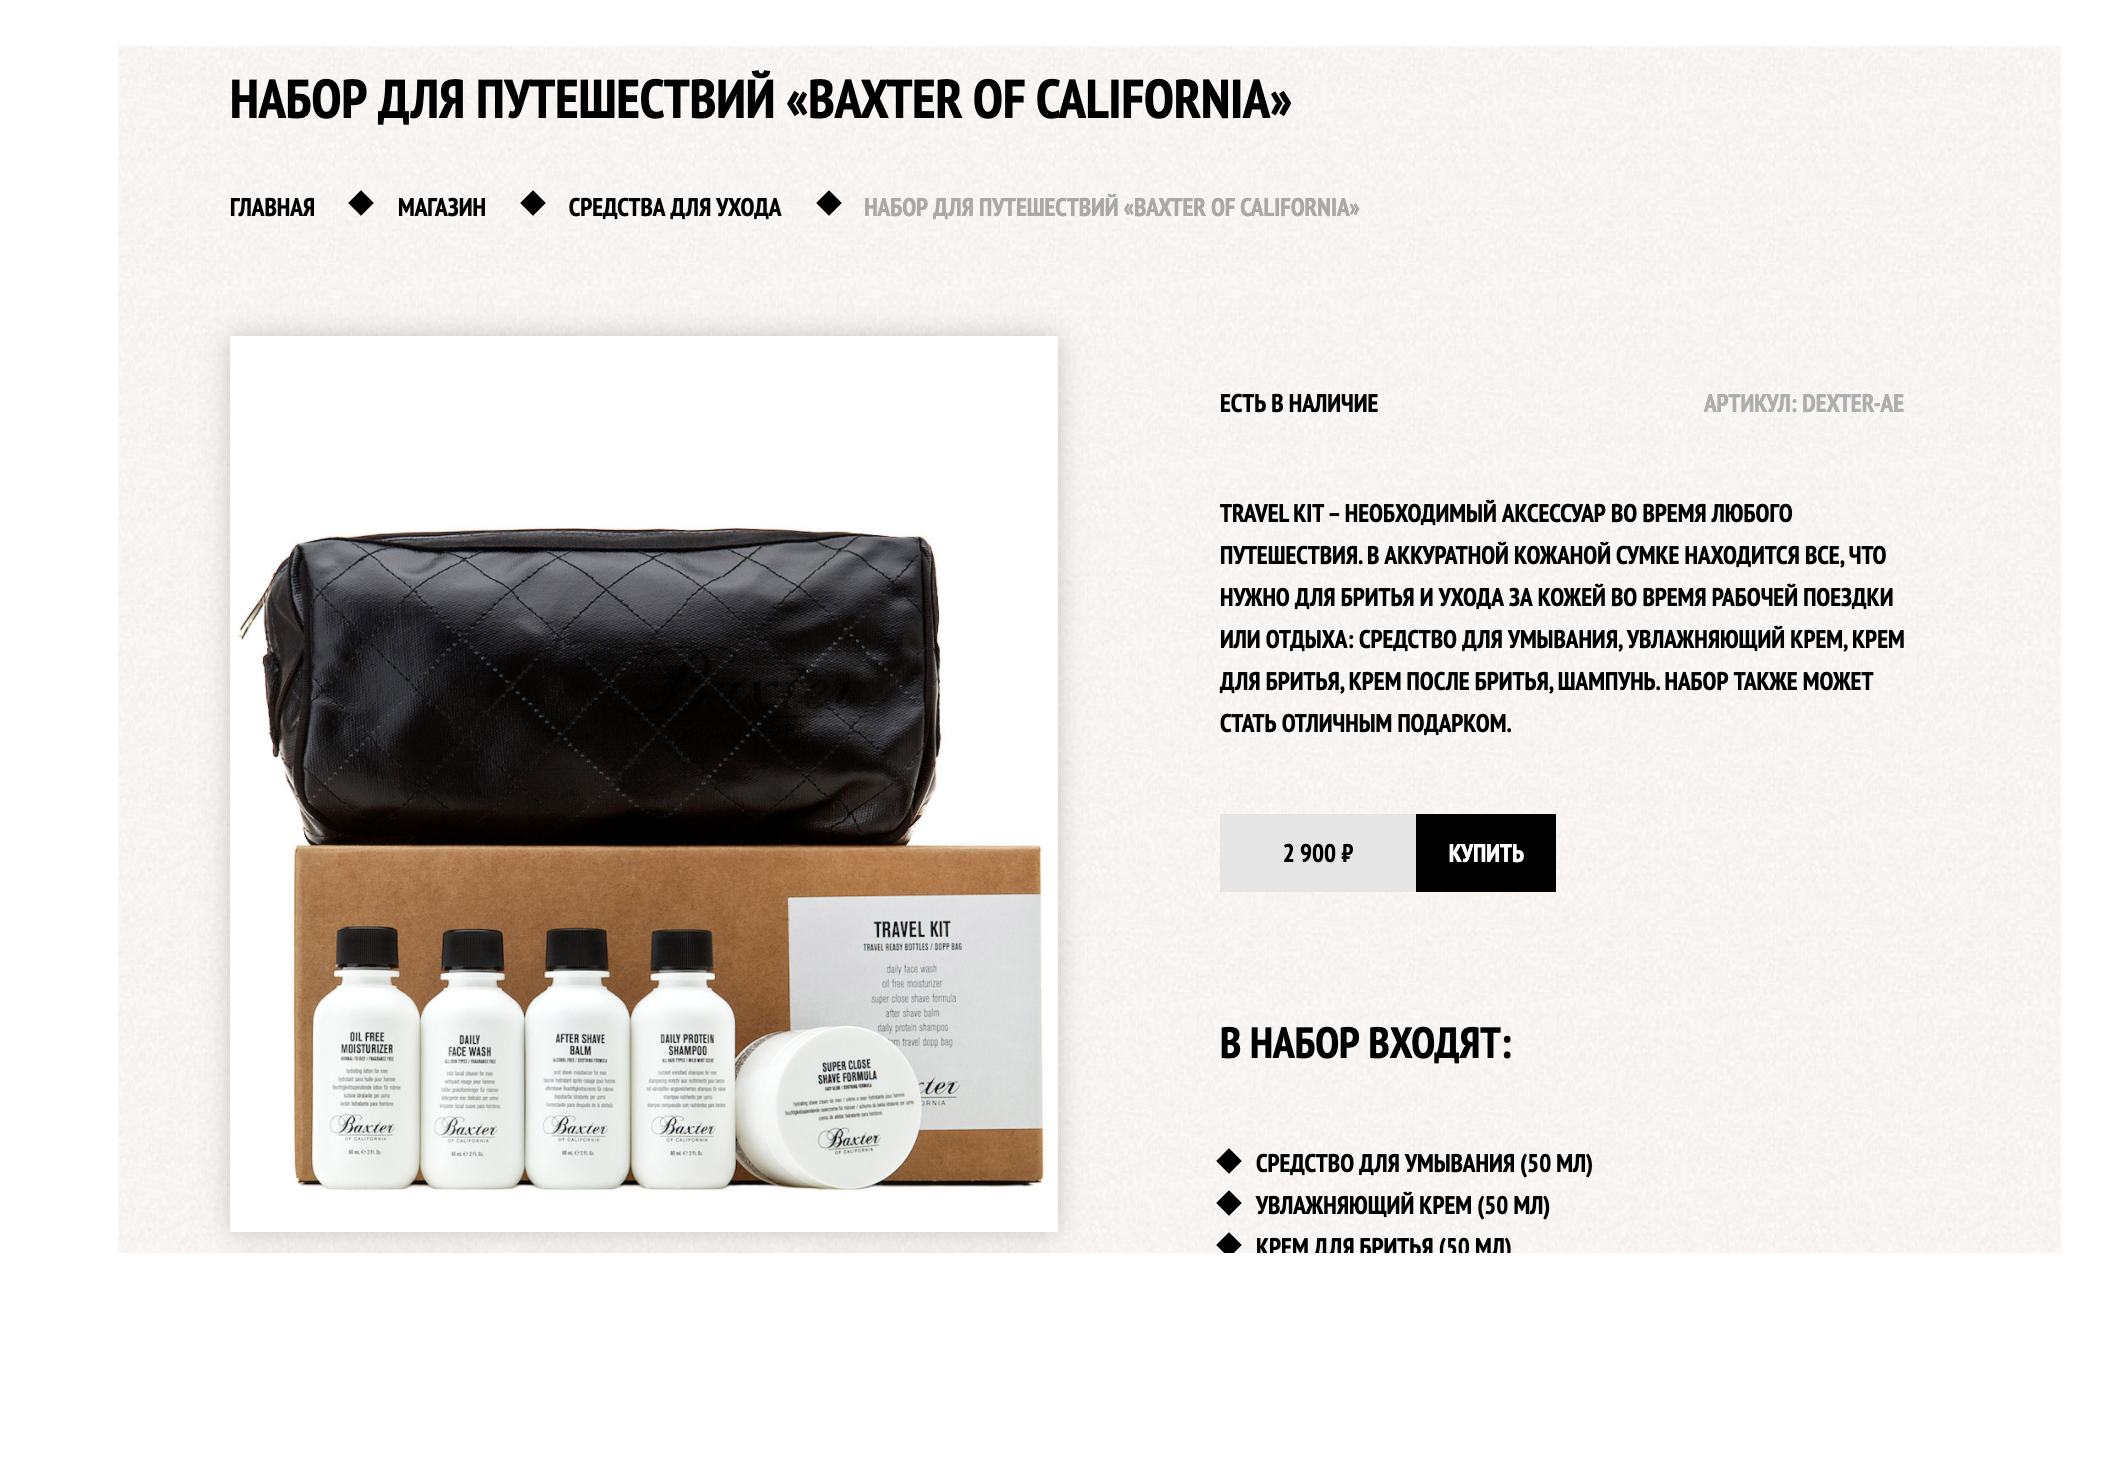 НАБОР ДЛЯ ПУТЕШЕСТВИЙ «BAXTER OF CALIFORNIA»
ГЛАВНАЯ МАГАЗИН СРЕДСТВА ДЛЯ УХОДА НАБОР ДЛЯ ПУТЕШЕСТВИЙ «BAXTER OF CALIFORNIA»
ЕСТЬ В НАЛИЧИЕ
АРТИКУЛ: DEXTER-AE
TRAVEL KIT – НЕОБХОДИМЫЙ АКСЕССУАР ВО ВРЕМЯ ЛЮБОГО
ПУТЕШЕСТВИЯ. В АККУРАТНОЙ КОЖАНОЙ СУМКЕ НАХОДИТСЯ ВСЕ, ЧТО
НУЖНО ДЛЯ БРИТЬЯ И УХОДА ЗА КОЖЕЙ ВО ВРЕМЯ РАБОЧЕЙ ПОЕЗДКИ
ИЛИ ОТДЫХА: СРЕДСТВО ДЛЯ УМЫВАНИЯ, УВЛАЖНЯЮЩИЙ КРЕМ, КРЕМ
ДЛЯ БРИТЬЯ, КРЕМ ПОСЛЕ БРИТЬЯ, ШАМПУНЬ. НАБОР ТАКЖЕ МОЖЕТ
СТАТЬ ОТЛИЧНЫМ ПОДАРКОМ.
2 900 ₽
КУПИТЬ
В НАБОР ВХОДЯТ:
СРЕДСТВО ДЛЯ УМЫВАНИЯ (50 МЛ)
УВЛАЖНЯЮЩИЙ КРЕМ (50 МЛ)
КРЕМ ДЛЯ БРИТЬЯ (50 МЛ)
Baxter
TRAVEL KIT
TRAVEL READY BOTTLES / DOPP BAG
daily face wash
oil free moisturizer
super close shave formula
after shave balm
daily protein shampoo
travel dopp bag
OIL FREE
MOISTURIZER
Baxter
OF CALIFORNIA
DAILY
FACE WASH
Baxter
OF CALIFORNIA
AFTER SHAVE
BALM
Baxter
OF CALIFORNIA
DAILY PROTEIN
SHAMPOO
Baxter
OF CALIFORNIA
SUPER CLOSE
SHAVE FORMULA
Baxter
OF CALIFORNIA